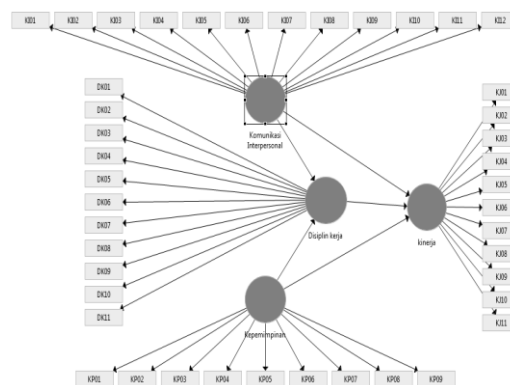 KI01 KI02 KI03 KI04 KI05 KI06 KI07 KI08 KI09 KI10 KI11 KI12
DK01
DK02
DK03
DK04
DK05
DK06
DK07
DK08
DK09
DK10
DK11
Komunikasi
Interpersonal
Disiplin kerja
kinerja
Kepemimpinan
KJ01
KJ02
KJ03
KJ04
KJ05
KJ06
KJ07
KJ08
KJ09
KJ10
KJ11
KP01 KP02 KP03 KP04 KP05 KP06 KP07 KP08 KP09